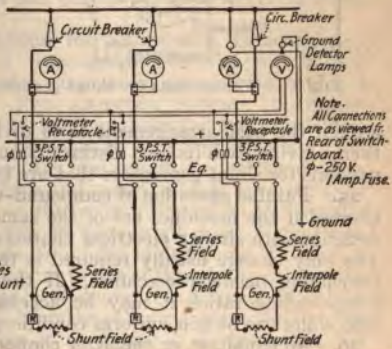 Circuit Breaker
Circ. Breaker
Ground
Detector
Lamps
A
A
A
V
Note.
All Connections
are as viewed fr.
Rear of Switch-
board.
φ-250 V.
1 Amp. Fuse.
Voltmeter
Receptacle
Voltmeter
Receptacle
+
-
φ
φ
φ
3 P.S.T.
Switch
3 P.S.T.
Switch
3 P.S.T.
Switch
Eq.
Ground
Series
Field
Series
Field
Interpole
Field
Series
Field
Interpole
Field
es
unt
Gen.
Gen.
Gen.
R
R
R
Shunt Field
Shunt Field